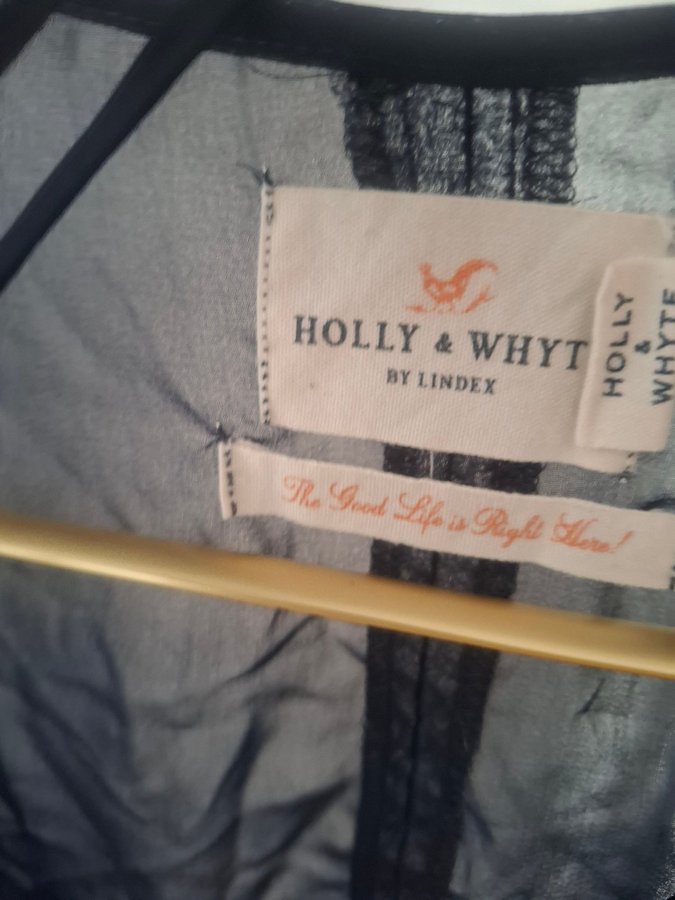 HOLLY & WHYT
BY LINDEX
HOLLY
&
WHYTE
The Good Life is Right Here!